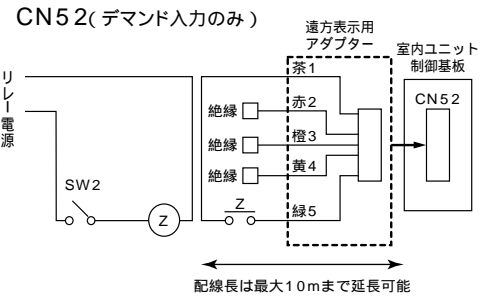 CN52(デマンド入力のみ)
遠方表示用
アダプター
室内ユニット
制御基板
リレー電源
茶1
絶縁
赤2
CN52
絶縁
橙3
絶縁
黄4
SW2
Z
Z
緑5
配線長は最大10mまで延長可能